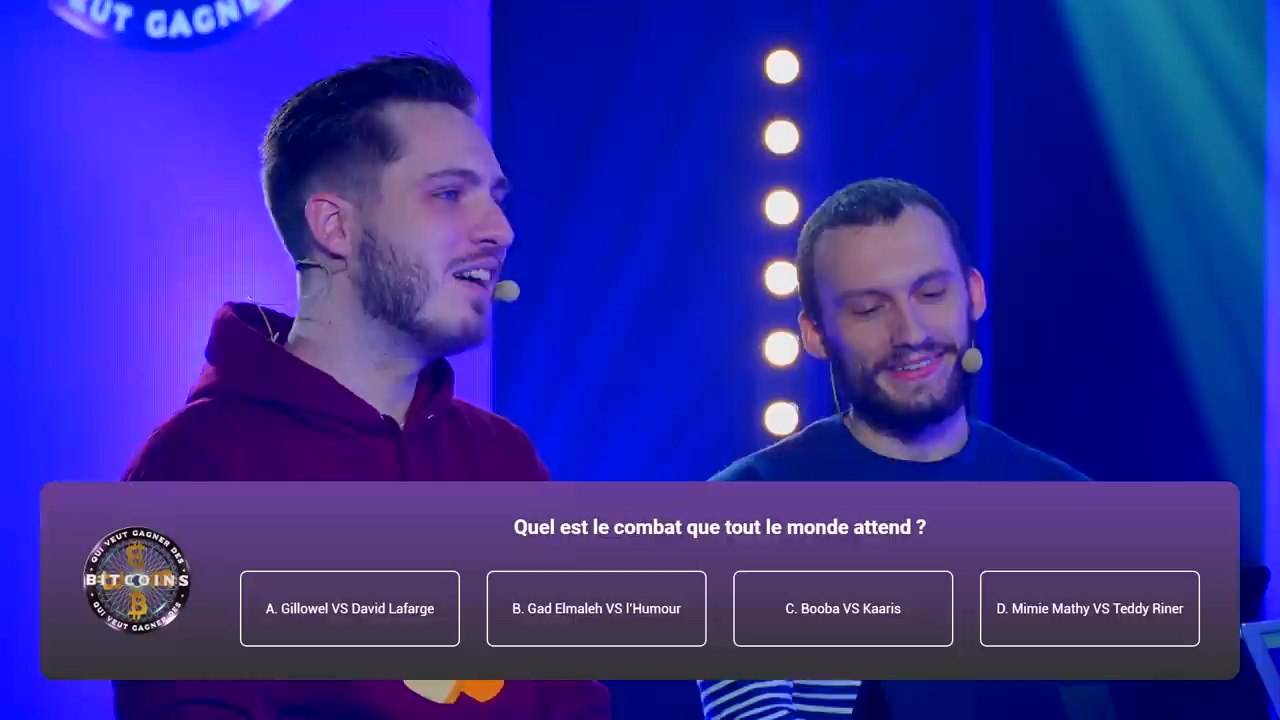 EUT GAGNE
Quel est le combat que tout le monde attend ?
QUI VEUT GAGNER DES
BITCOINS
QUI VEUT GAGNER DES
A. Gillowel VS David Lafarge
B. Gad Elmaleh VS l'Humour
C. Booba VS Kaaris
D. Mimie Mathy VS Teddy Riner